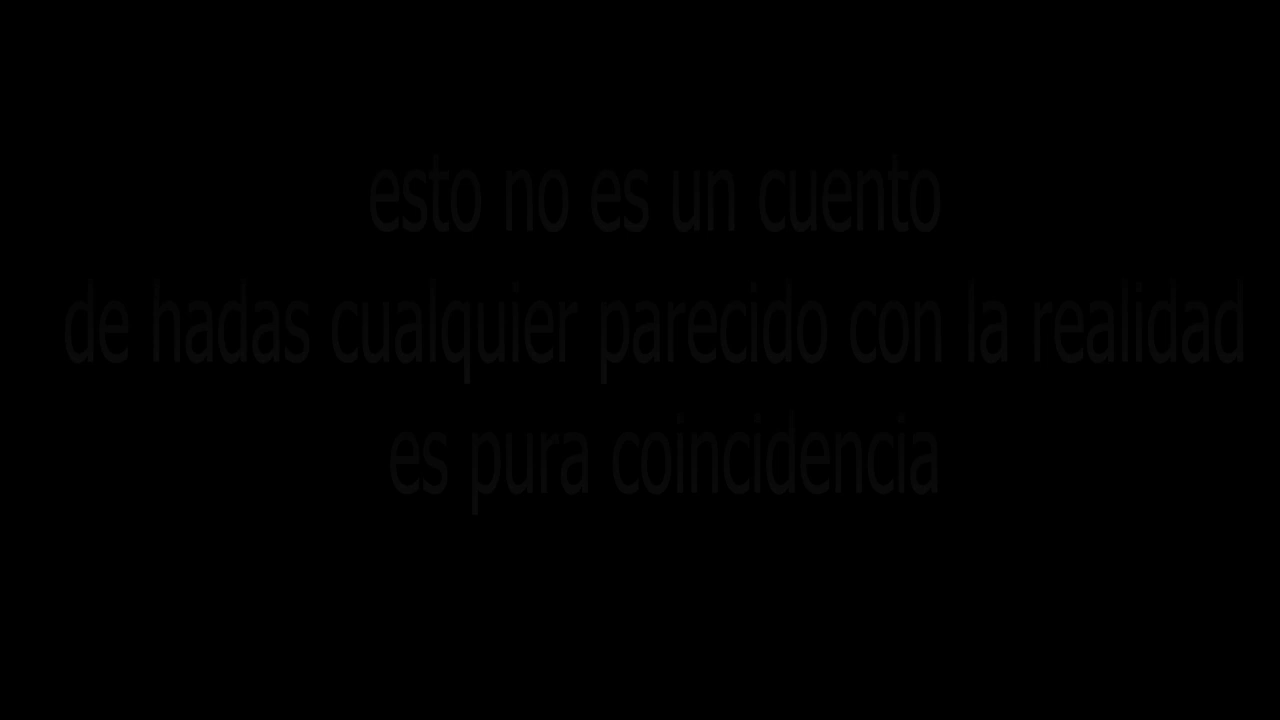 esto no es un cuento
de hadas cualquier parecido con la realidad
es pura coincidencia